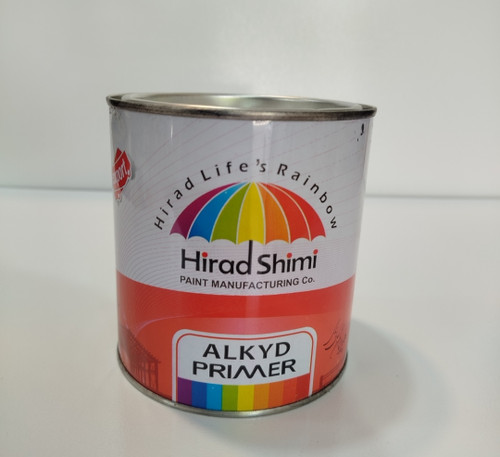 Hirad Life's Rainbow
Hirad Shimi
PAINT MANUFACTURING Co.
ALKYD
PRIMER